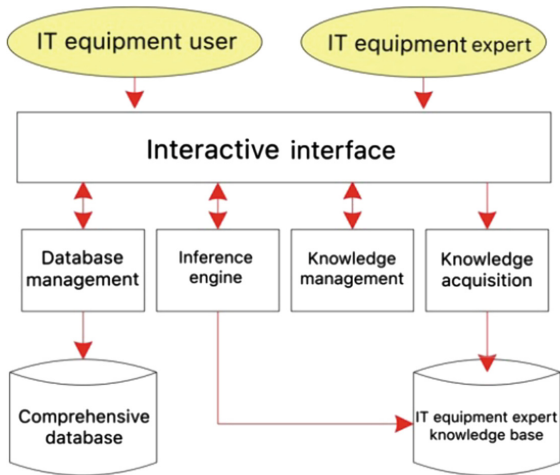 IT equipment user
IT equipment expert
Interactive interface
Database
management
Inference
engine
Knowledge
management
Knowledge
acquisition
Comprehensive
database
IT equipment expert
knowledge base